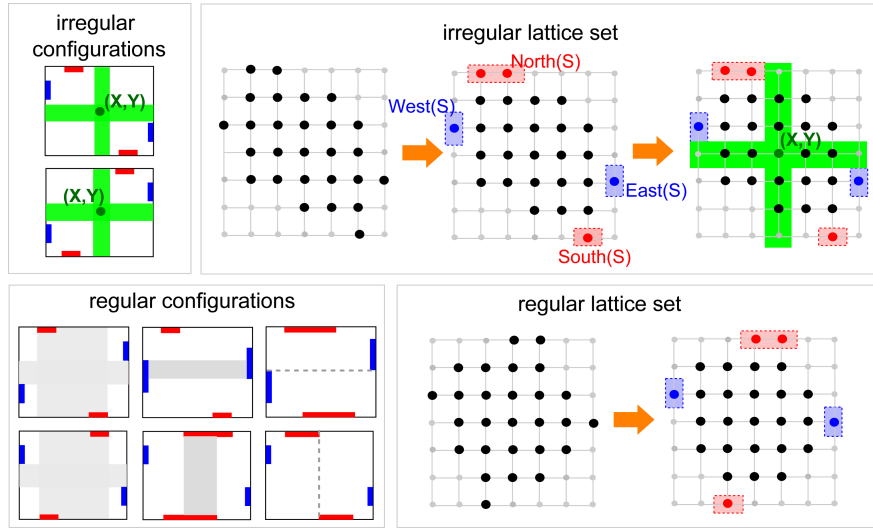 irregular
configurations
(X,Y)
(X,Y)
irregular lattice set
North(S)
West(S)
East(S)
South(S)
(X,Y)
regular configurations
regular lattice set